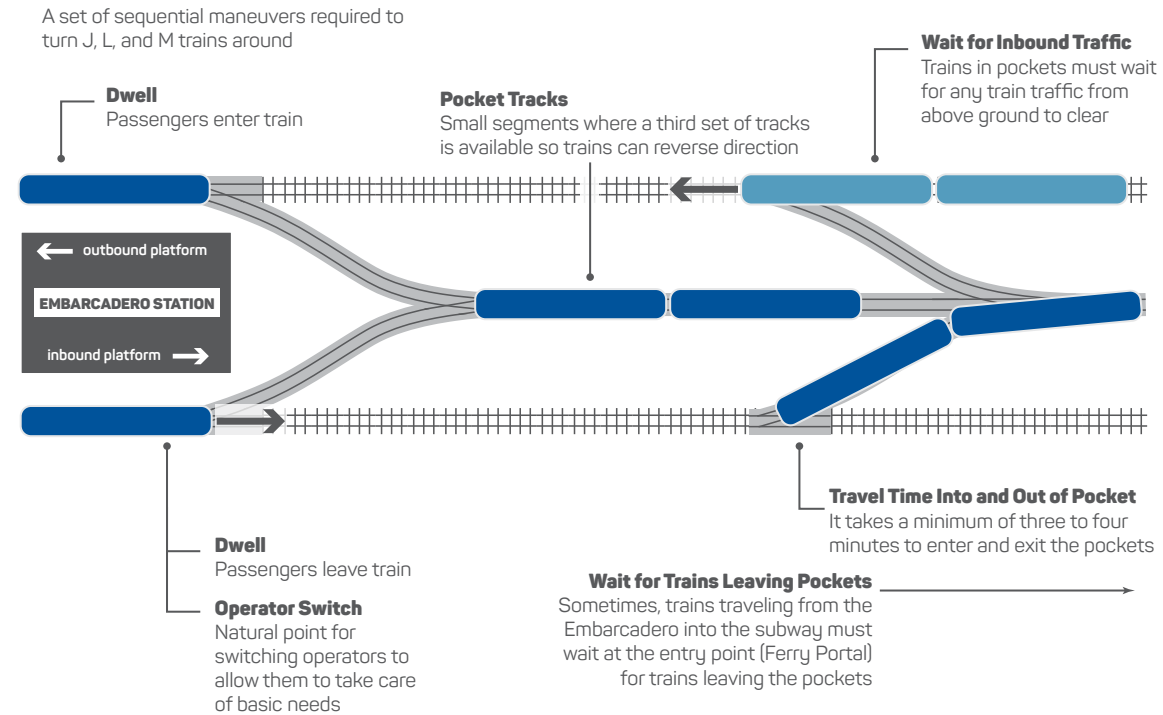 A set of sequential maneuvers required to
turn J, L, and M trains around
Wait for Inbound Traffic
Trains in pockets must wait
for any train traffic from
above ground to clear
Dwell
Passengers enter train
Pocket Tracks
Small segments where a third set of tracks
is available so trains can reverse direction
outbound platform
EMBARCADERO STATION
inbound platform
Travel Time Into and Out of Pocket
It takes a minimum of three to four
minutes to enter and exit the pockets
Dwell
Passengers leave train
Operator Switch
Natural point for
switching operators to
allow them to take care
of basic needs
Wait for Trains Leaving Pockets
Sometimes, trains traveling from the
Embarcadero into the subway must
wait at the entry point (Ferry Portal)
for trains leaving the pockets